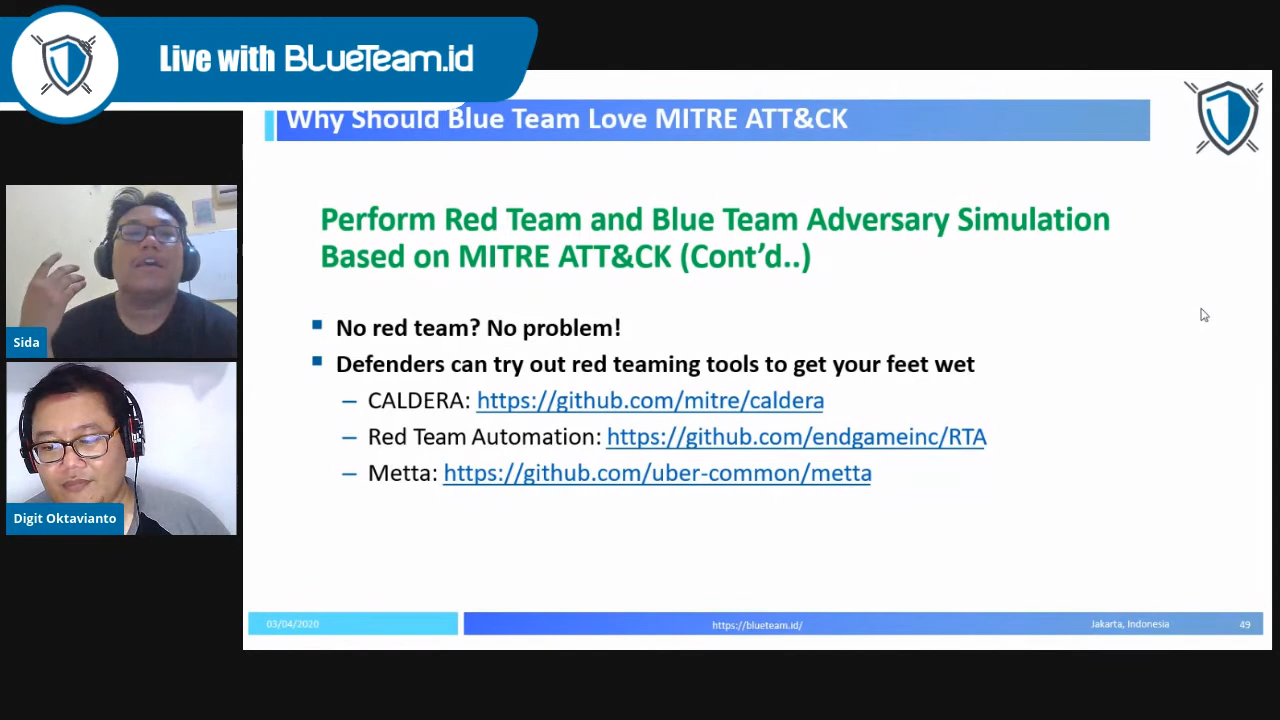 Live with BLueTeam.id
Why Should Blue Team Love MITRE ATT&CK
Perform Red Team and Blue Team Adversary Simulation
Based on MITRE ATT&CK (Cont’d..)
No red team? No problem!
Defenders can try out red teaming tools to get your feet wet
– CALDERA: https://github.com/mitre/caldera
– Red Team Automation: https://github.com/endgameinc/RTA
– Metta: https://github.com/uber-common/metta
Sida
Digit Oktavianto
03/04/2020
https://blueteam.id/
Jakarta, Indonesia
49